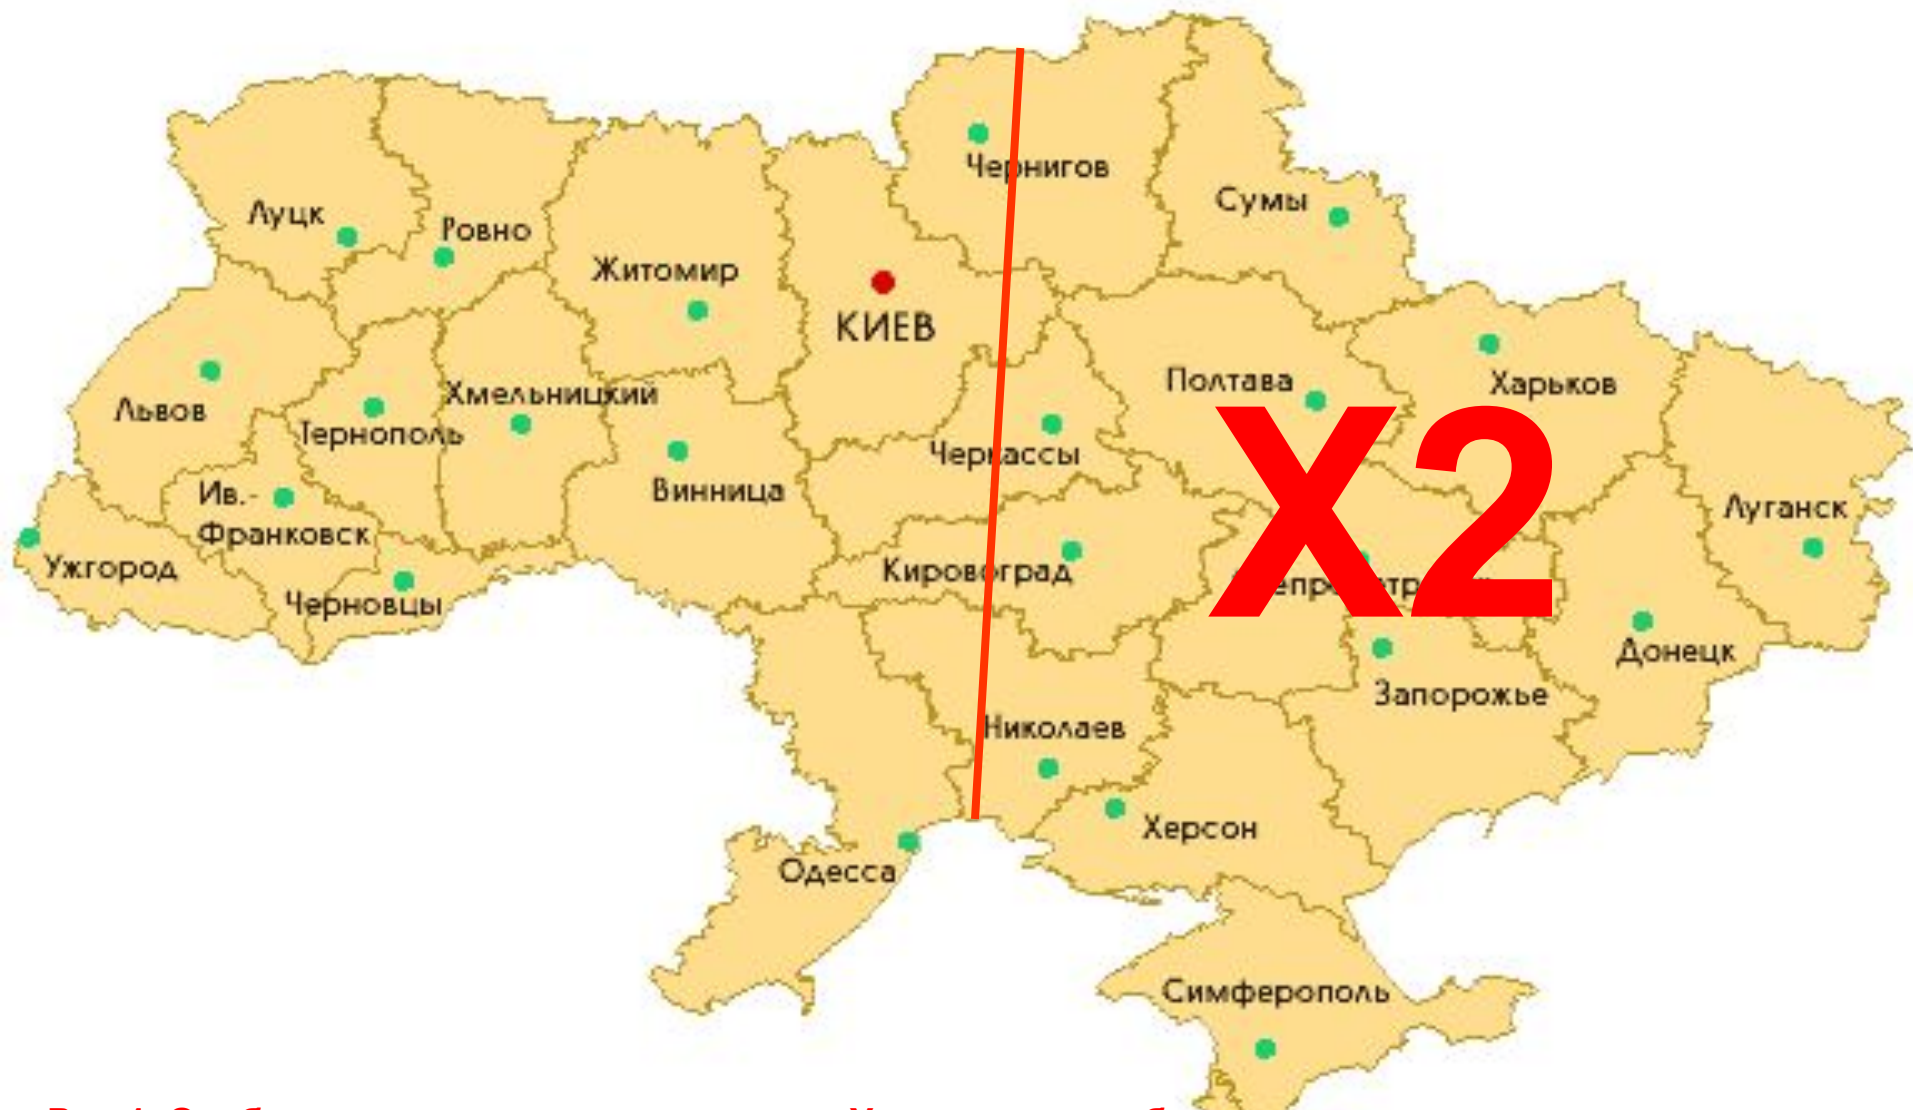 Чернигов
Сумы
Луцк
Ровно
Житомир
КИЕВ
Львов
Тернополь
Хмельницкий
Полтава
Харьков
Черкассы
X2
Винница
Ив.-
Франковск
Луганск
Ужгород
Черновцы
Кировоград
Донецк
Запорожье
Николаев
Херсон
Одесса
Симферополь